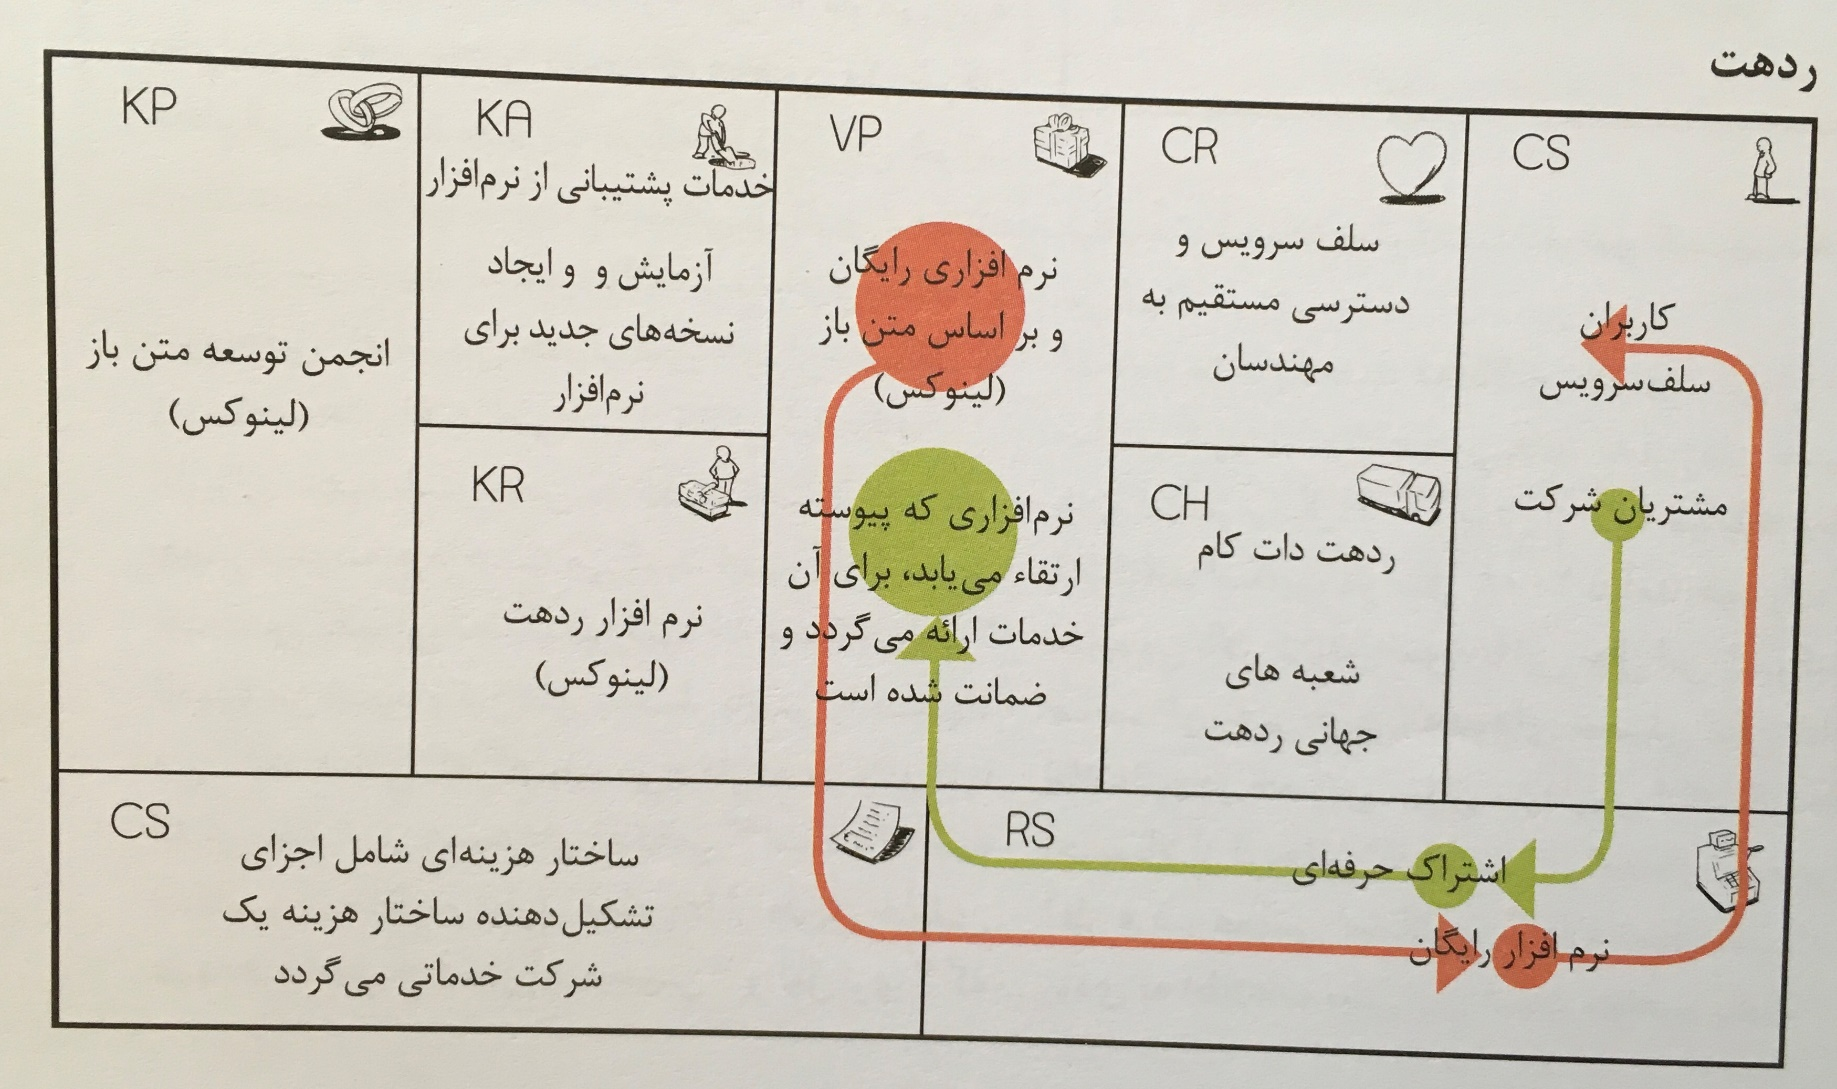 ردهت
KP
انجمن توسعه متن باز
(لینوکس)
KA
خدمات پشتیبانی از نرم‌افزار
آزمایش و و ایجاد
نسخه‌های جدید برای
نرم‌افزار
KR
نرم افزار ردهت
(لینوکس)
VP
نرم افزاری رایگان
و بر اساس متن باز
(لینوکس)
نرم‌افزاری که پیوسته
ارتقاء می‌یابد، برای آن
خدمات ارائه می‌گردد و
ضمانت شده است
CR
سلف سرویس و
دسترسی مستقیم به
مهندسان
CH
ردهت دات کام
شعبه های
جهانی ردهت
CS
کاربران
سلف‌سرویس
مشتریان شرکت
CS
ساختار هزینه‌ای شامل اجزای
تشکیل‌دهنده ساختار هزینه یک
شرکت خدماتی می‌گردد
RS
اشتراک حرفه‌ای
نرم افزار رایگان